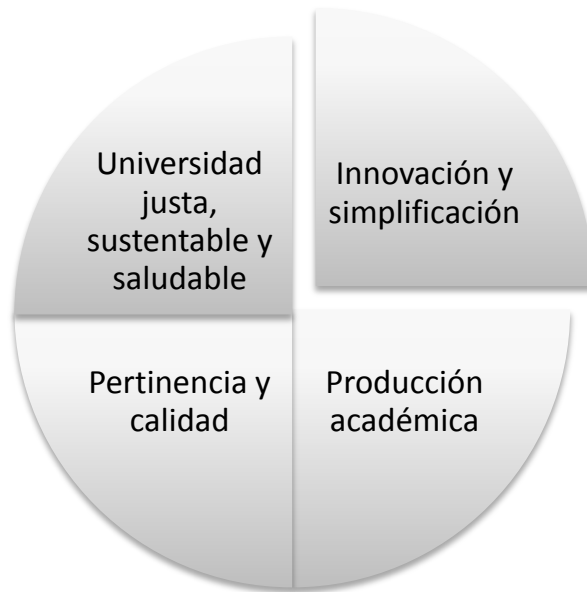 Universidad
justa,
sustentable y
saludable
Innovación y
simplificación
Pertinencia y
calidad
Producción
académica